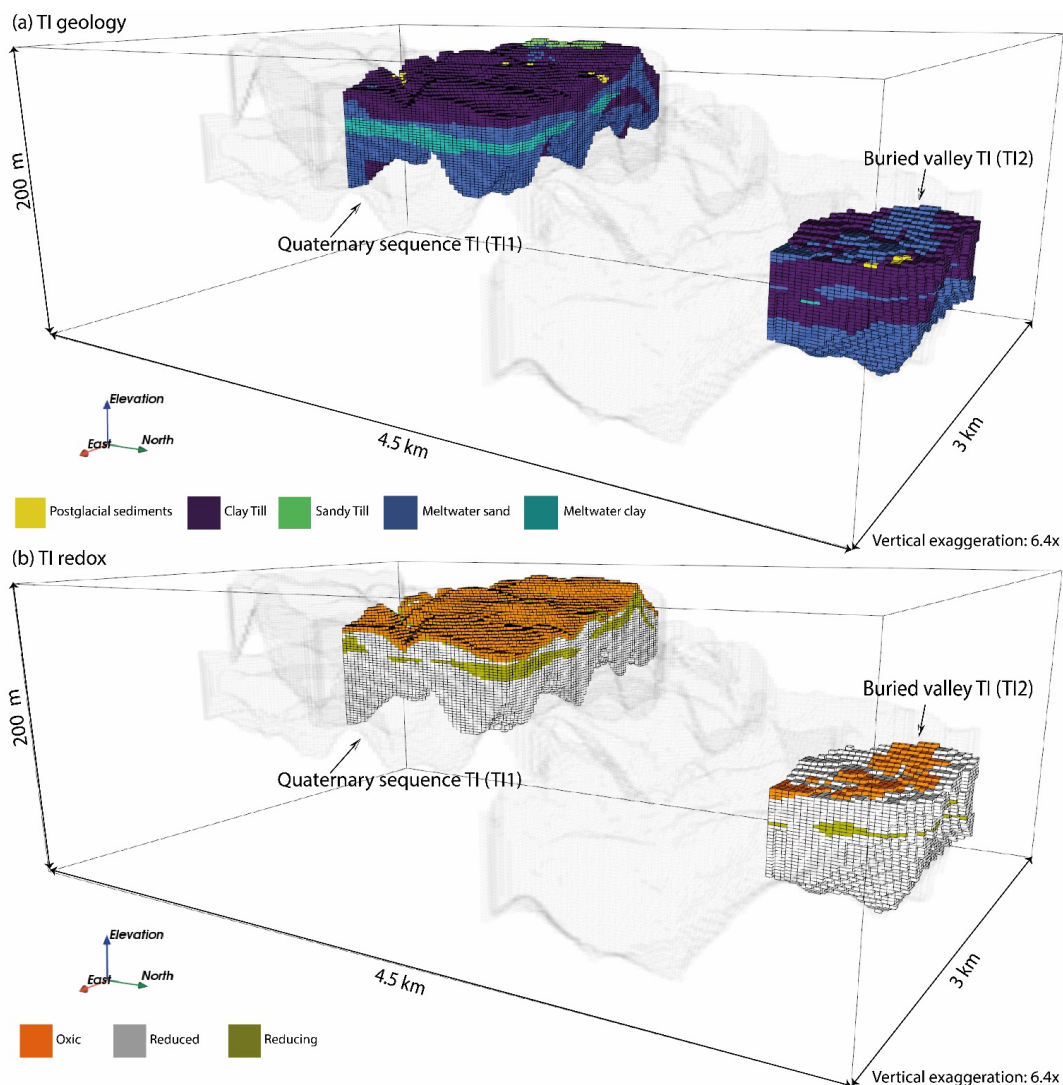 (a) TI geology
200 m
Buried valley TI (TI2)
Quaternary sequence TI (TI1)
Elevation
East
North
4.5 km
3 km
Postglacial sediments
Clay Till
Sandy Till
Meltwater sand
Meltwater clay
Vertical exaggeration: 6.4x
(b) TI redox
200 m
Buried valley TI (TI2)
Quaternary sequence TI (TI1)
Elevation
East
North
4.5 km
3 km
Oxic
Reduced
Reducing
Vertical exaggeration: 6.4x